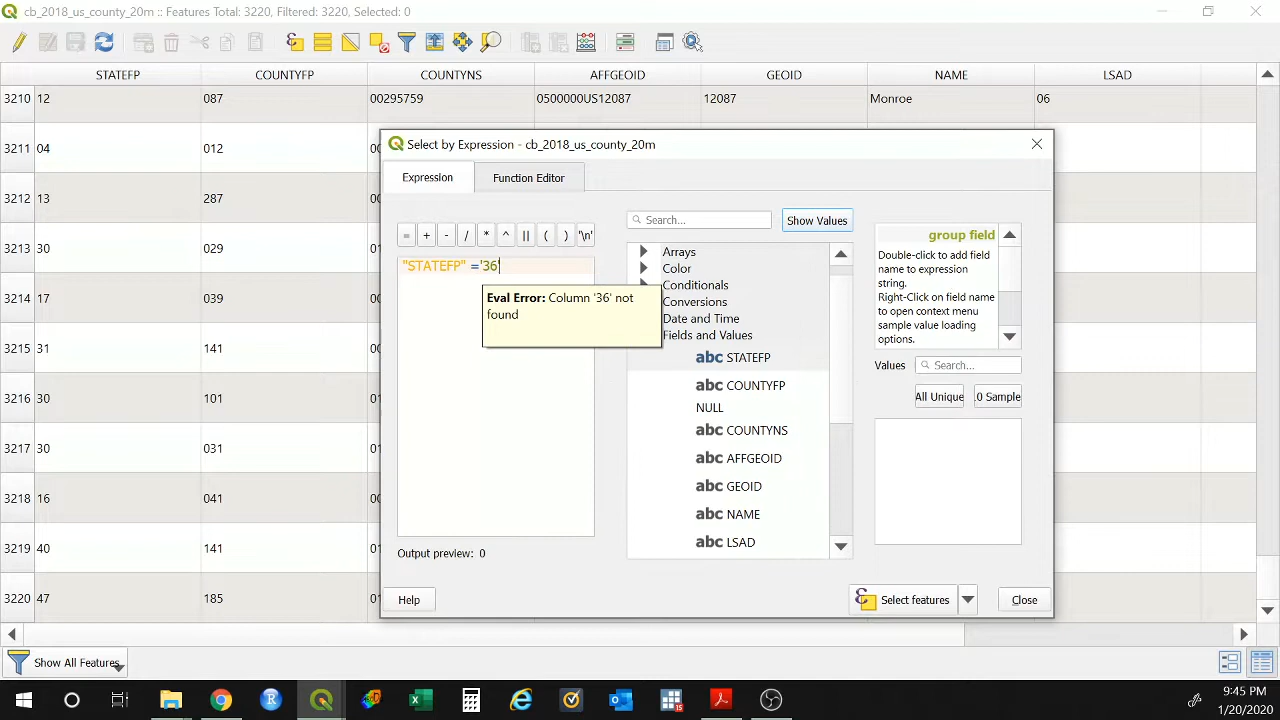 cb_2018_us_county_20m :: Features Total: 3220, Filtered: 3220, Selected: 0
STATEFP COUNTYFP COUNTYNS AFFGEOID GEOID NAME LSAD
3210 12 087 00295759 0500000US12087 12087 Monroe 06
3211 04 012
3212 13 287
3213 30 029
3214 17 039
3215 31 141
3216 30 101
3217 30 031
3218 16 041
3219 40 141
3220 47 185
Select by Expression - cb_2018_us_county_20m
Expression Function Editor
= + - / * ^ || ( ) '\n'
"STATEFP" ='36'
Eval Error: Column '36' not
found
Output preview: 0
Search... Show Values
Arrays
Color
Conditionals
Conversions
Date and Time
Fields and Values
abc STATEFP
abc COUNTYFP
NULL
abc COUNTYNS
abc AFFGEOID
abc GEOID
abc NAME
abc LSAD
group field
Double-click to add field
name to expression
string.
Right-Click on field name
to open context menu
sample value loading
options.
Values Search...
All Unique .0 Sample
Help Select features Close
Show All Features
9:45 PM
1/20/2020